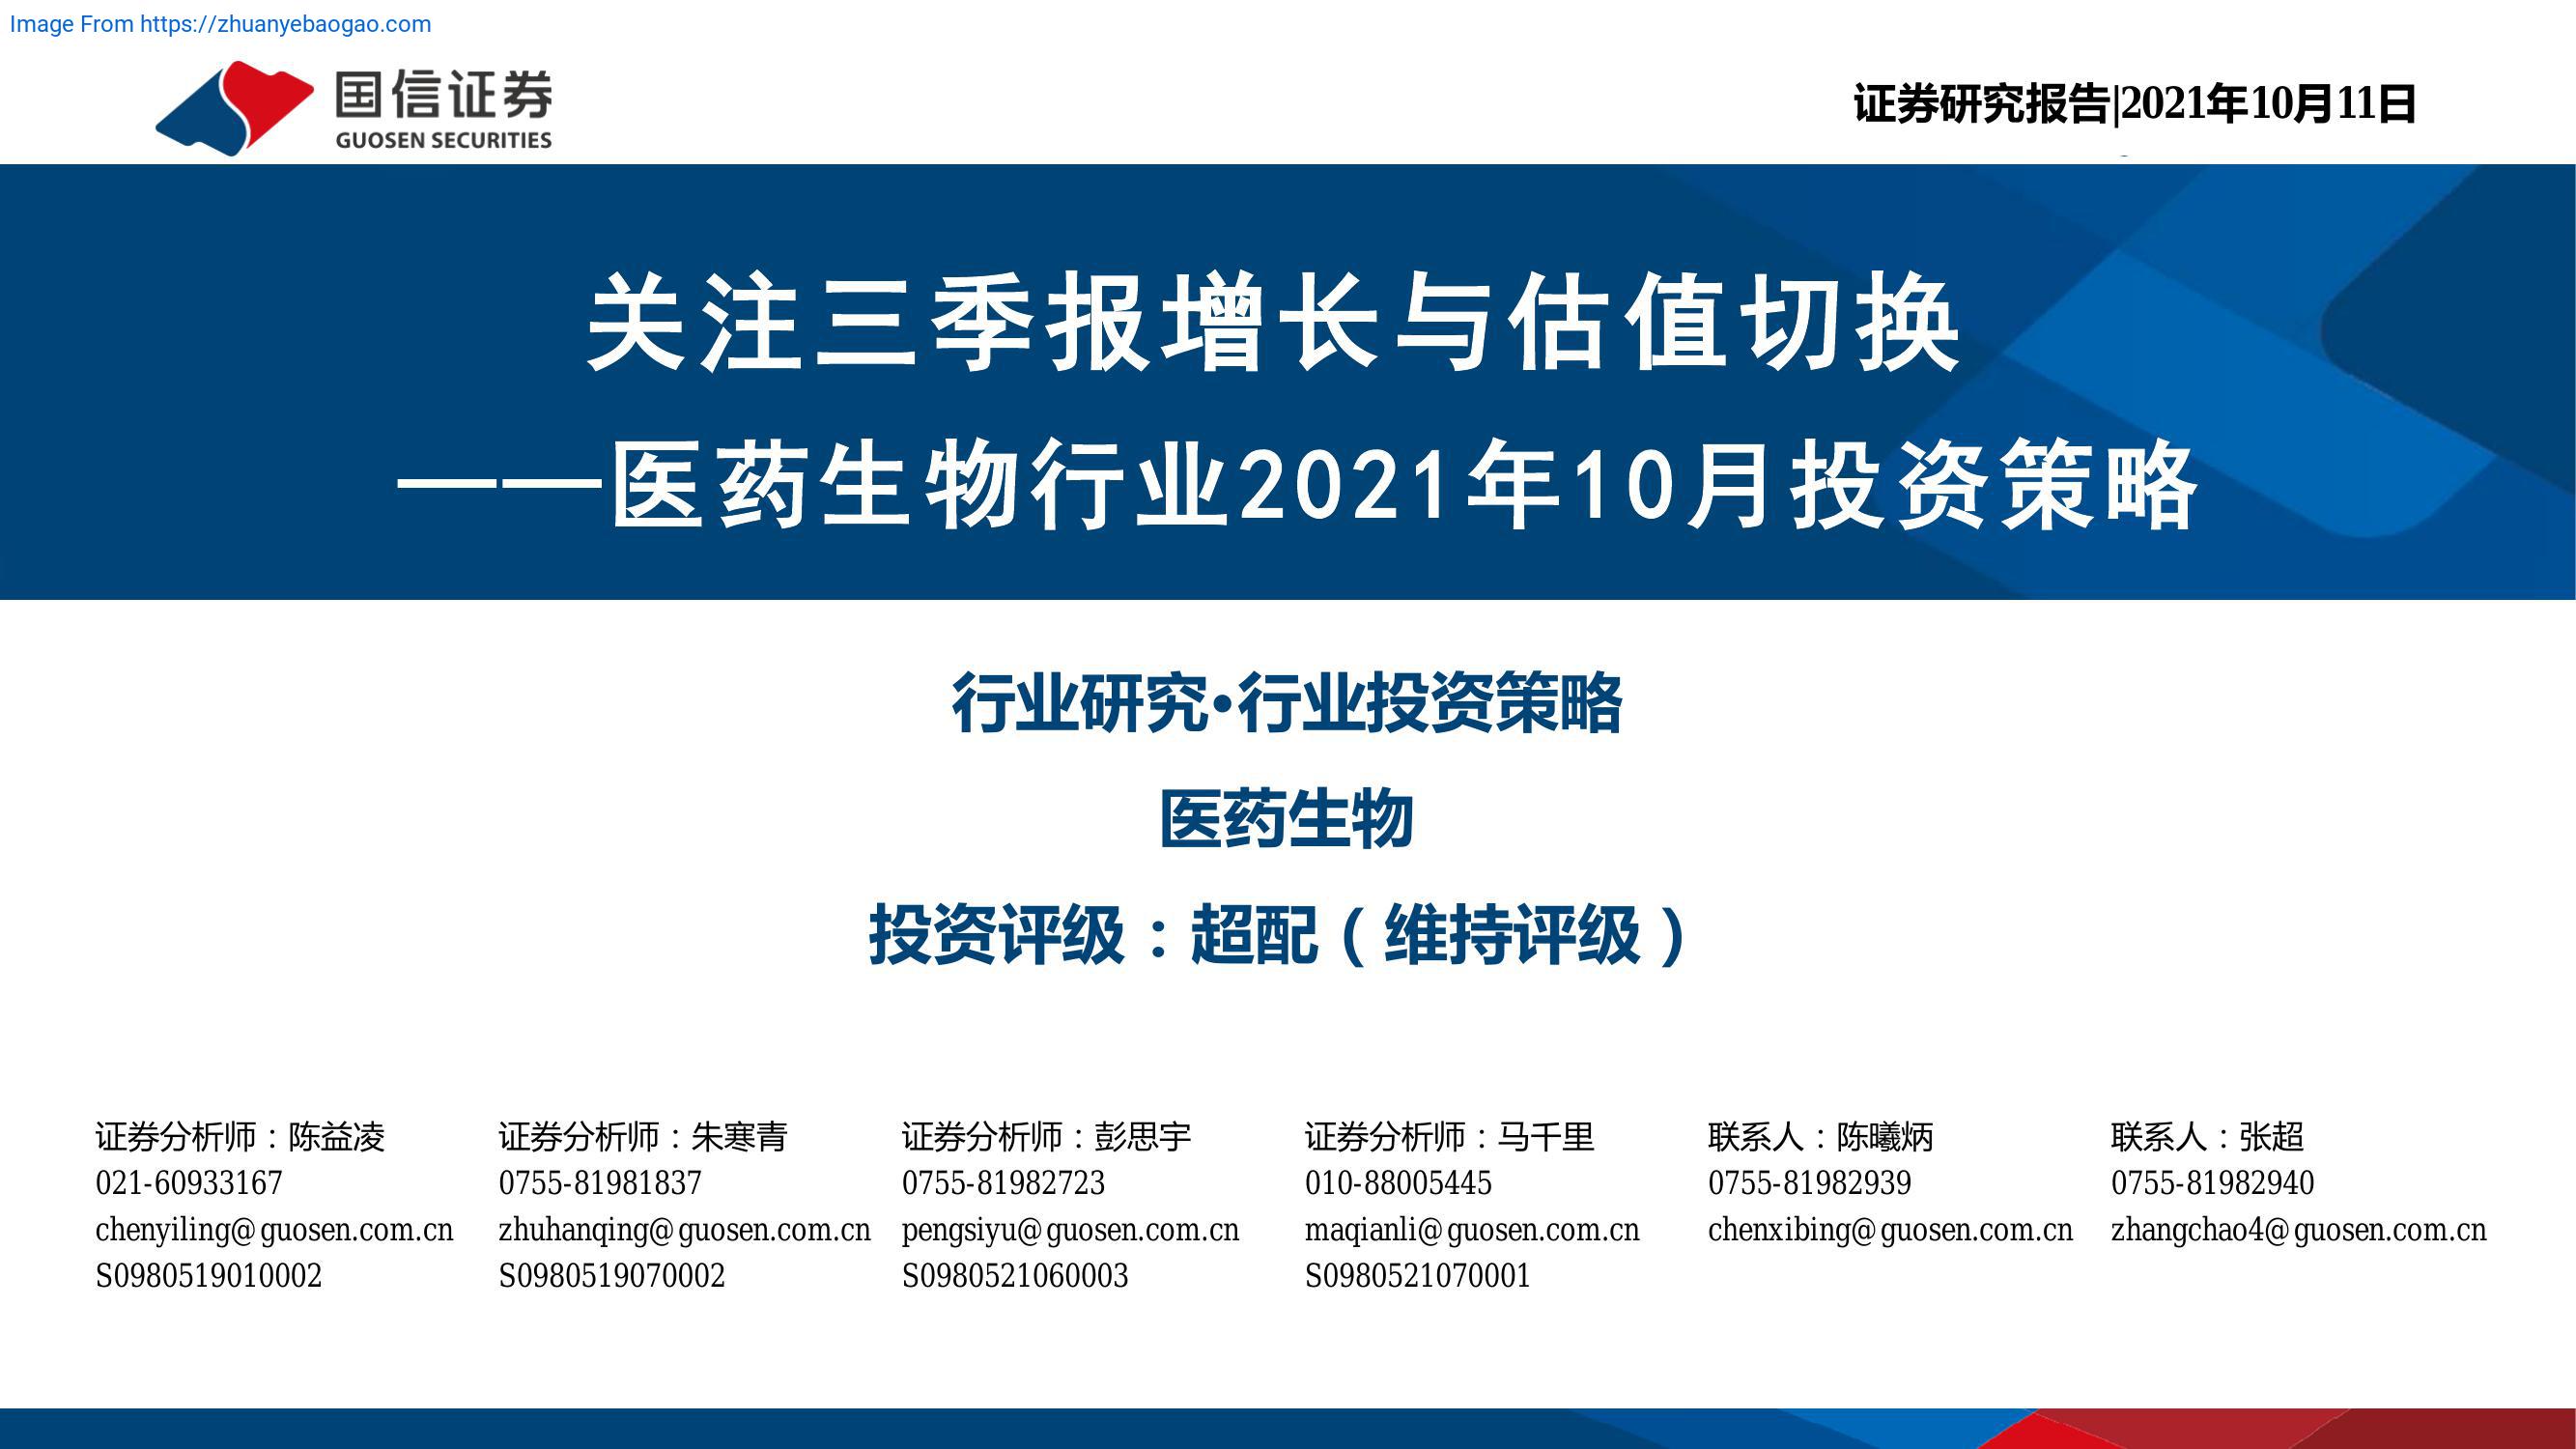 Image From https://zhuanyebaogao.com
国信证券
GUOSEN SECURITIES
证券研究报告|2021年10月11日
关注三季报增长与估值切换
——医药生物行业2021年10月投资策略
行业研究·行业投资策略
医药生物
投资评级：超配（维持评级）
证券分析师：陈益凌
021-60933167
chenyiling@guosen.com.cn
S0980519010002
证券分析师：朱寒青
0755-81981837
zhuhanqing@guosen.com.cn
S0980519070002
证券分析师：彭思宇
0755-81982723
pengsiyu@guosen.com.cn
S0980521060003
证券分析师：马千里
010-88005445
maqianli@guosen.com.cn
S0980521070001
联系人：陈曦炳
0755-81982939
chenxibing@guosen.com.cn
联系人：张超
0755-81982940
zhangchao4@guosen.com.cn